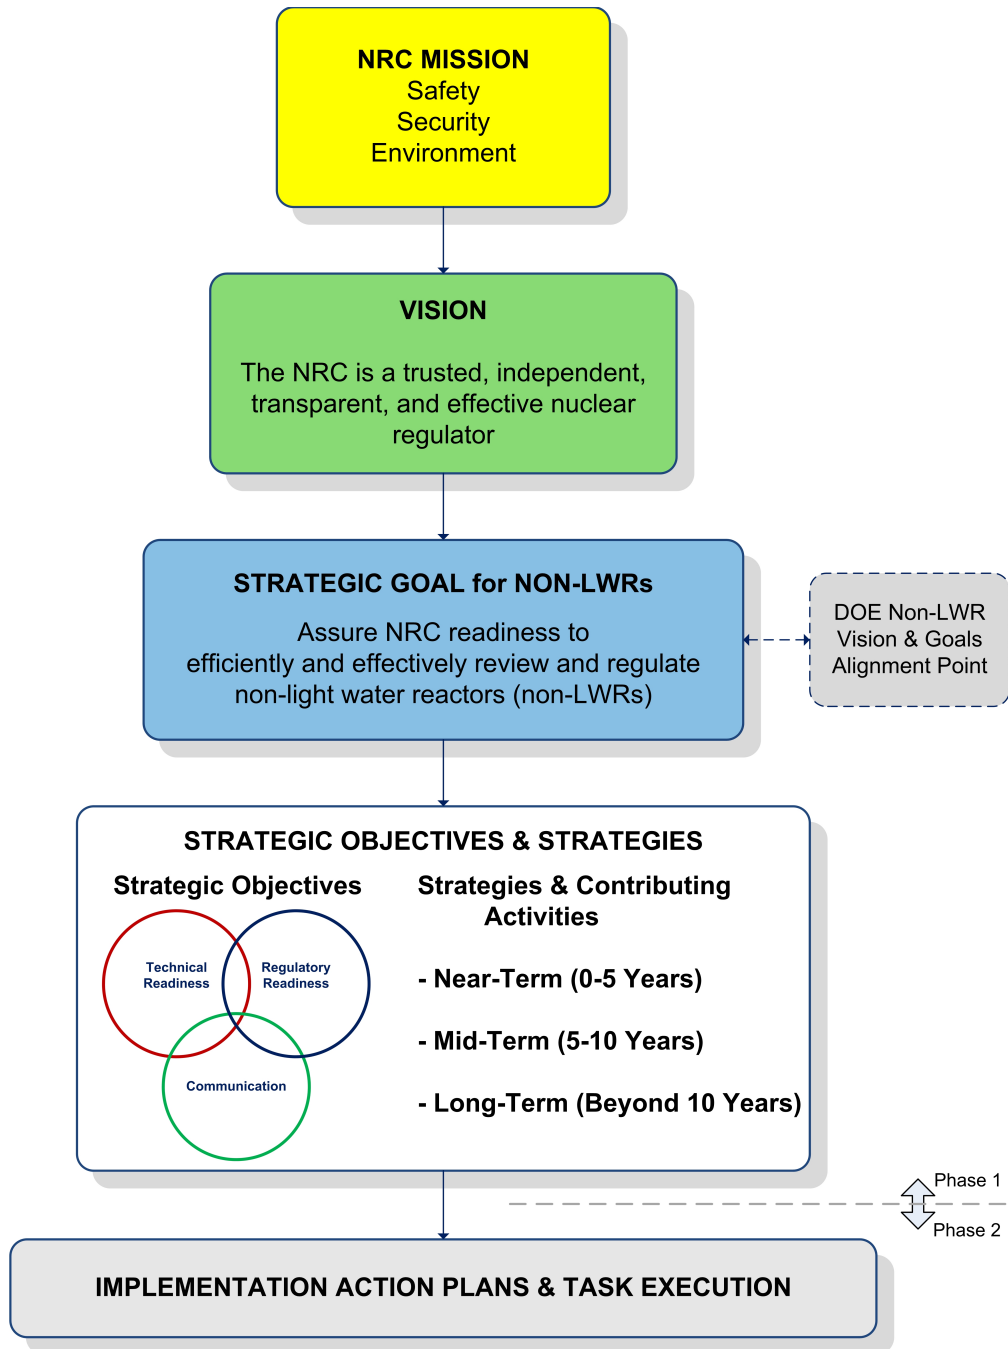 NRC MISSION
Safety
Security
Environment
VISION
The NRC is a trusted, independent,
transparent, and effective nuclear
regulator
STRATEGIC GOAL for NON-LWRs
Assure NRC readiness to
efficiently and effectively review and regulate
non-light water reactors (non-LWRs)
DOE Non-LWR
Vision & Goals
Alignment Point
STRATEGIC OBJECTIVES & STRATEGIES
Strategic Objectives
Technical
Readiness
Regulatory
Readiness
Communication
Strategies & Contributing
Activities
- Near-Term (0-5 Years)
- Mid-Term (5-10 Years)
- Long-Term (Beyond 10 Years)
Phase 1
Phase 2
IMPLEMENTATION ACTION PLANS & TASK EXECUTION